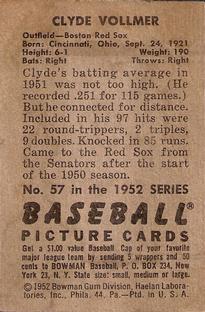 CLYDE VOLLMER
Outfield—Boston Red Sox
Born: Cincinnati, Ohio, Sept. 24, 1921
Height: 6-1 Weight: 190
Bats: Right Throws: Right
Clyde's batting average in
1951 was not too high. (He
recorded .251 for 115 games.)
But he connected for distance.
Included in his 97 hits were
22 round-trippers, 2 triples,
9 doubles. Knocked in 85 runs.
Came to the Red Sox from
the Senators after the start
of the 1950 season.
No. 57 in the 1952 SERIES
BASEBALL®
PICTURE CARDS
Get a $1.00 value Baseball Cap of your favorite
major league team by sending 5 wrappers and 50
cents to BOWMAN Baseball, P. O. BOX 234, New
York 23, N. Y. State size: small, medium or large.
©1952 Bowman Gum Division, Haelan Labora-
tories, Inc., Phila. 44, Pa.—Ptd. in U. S. A.